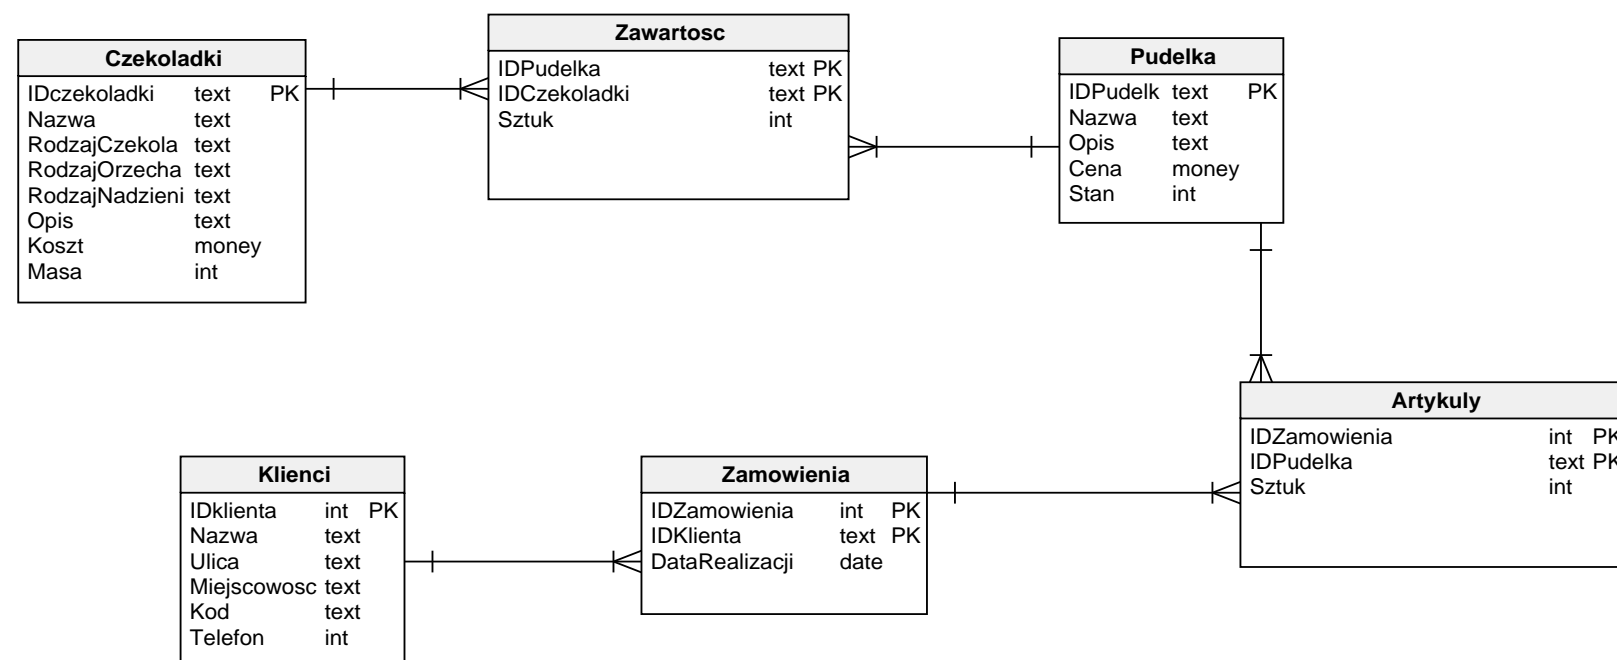 Czekoladki
IDczekoladki text PK
Nazwa text
RodzajCzekola text
RodzajOrzecha text
RodzajNadzieni text
Opis text
Koszt money
Masa int
Zawartosc
IDPudelka text PK
IDCzekoladki text PK
Sztuk int
Pudelka
IDPudelk text PK
Nazwa text
Opis text
Cena money
Stan int
Klienci
IDklienta int PK
Nazwa text
Ulica text
Miejscowosc text
Kod text
Telefon int
Zamowienia
IDZamowienia int PK
IDKlienta text PK
DataRealizacji date
Artykuly
IDZamowienia int PK
IDPudelka text PK
Sztuk int